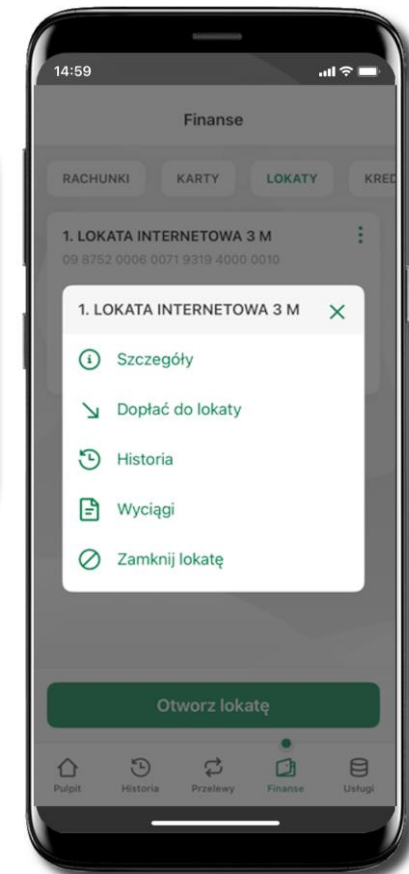 14:59
Finanse
RACHUNKI KARTY LOKATY KRED
1. LOKATA INTERNETOWA 3 M
09 8752 0006 0071 9319 4000 0010
1. LOKATA INTERNETOWA 3 M
Szczegóły
Dopłać do lokaty
Historia
Wyciągi
Zamknij lokatę
Otworz lokatę
Pulpit Historia Przelewy Finanse Usługi